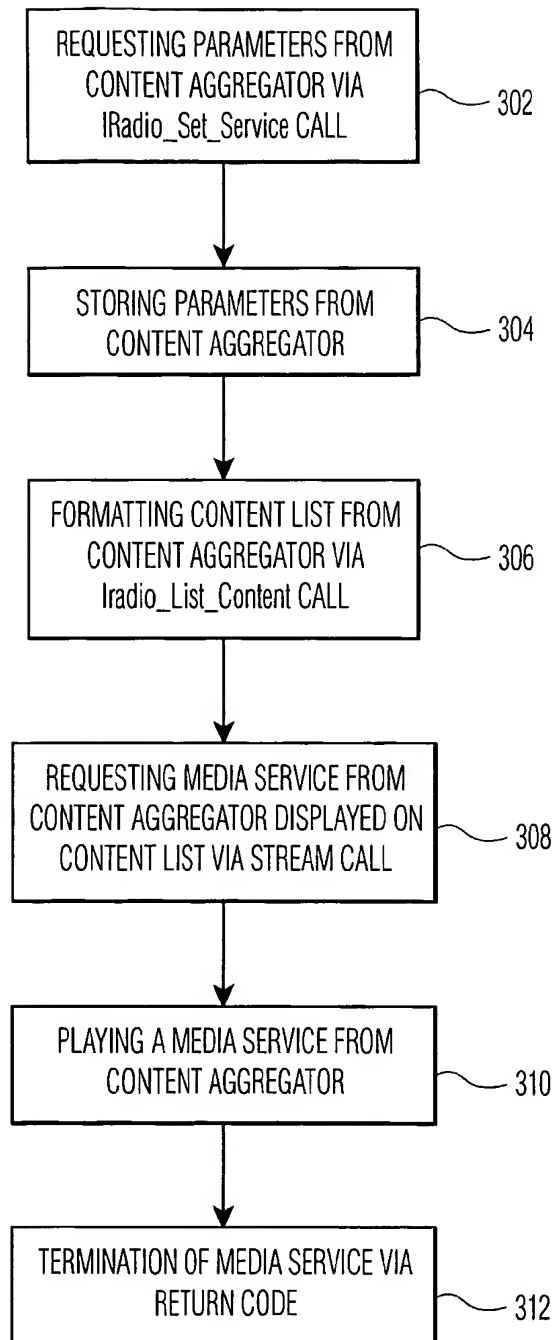 REQUESTING PARAMETERS FROM
CONTENT AGGREGATOR VIA
IRadio_Set_Service CALL
302
STORING PARAMETERS FROM
CONTENT AGGREGATOR
304
FORMATTING CONTENT LIST FROM
CONTENT AGGREGATOR VIA
Iradio_List_Content CALL
306
REQUESTING MEDIA SERVICE FROM
CONTENT AGGREGATOR DISPLAYED ON
CONTENT LIST VIA STREAM CALL
308
PLAYING A MEDIA SERVICE FROM
CONTENT AGGREGATOR
310
TERMINATION OF MEDIA SERVICE VIA
RETURN CODE
312